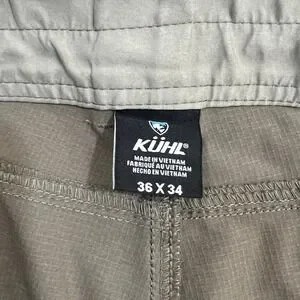 KÜHL
MADE IN VIETNAM
FABRIQUÉ AU VIETNAM
HECHO EN VIETNAM
36 X 34